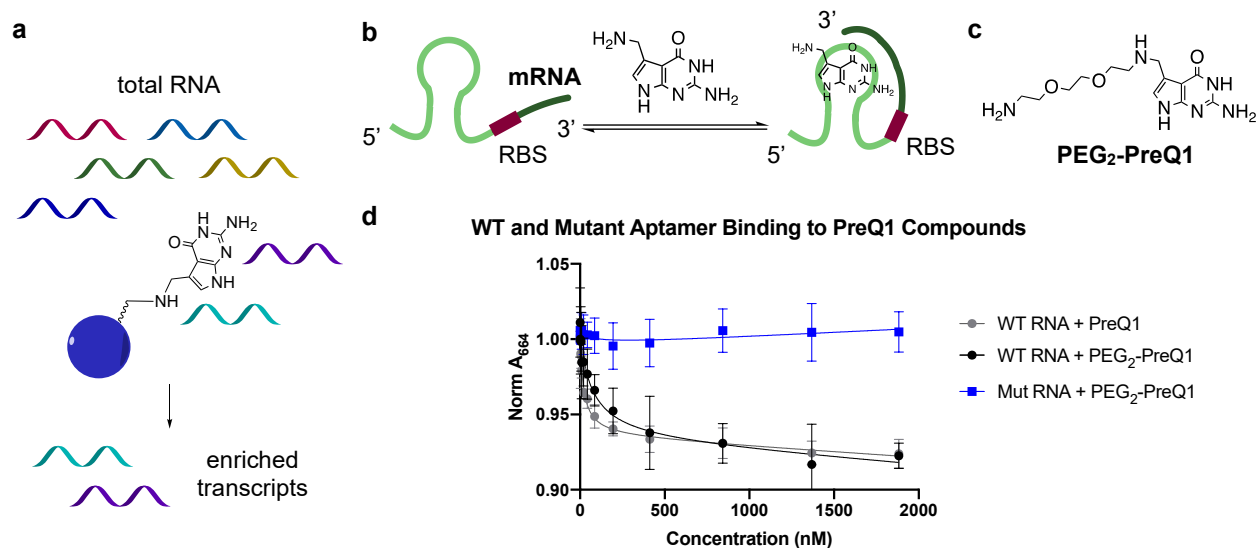 a
total RNA
H
N
NH2
O
N
N
H
NH
enriched
transcripts
b
5’
mRNA
3’
RBS
H2N
O
NH
N
H
N
NH2
3’
H2N
O
NH
N
H
N
NH2
5’
RBS
c
H2N
O
O
H
N
O
NH
N
H
N
NH2
PEG2-PreQ1
d
WT and Mutant Aptamer Binding to PreQ1 Compounds
Norm A664
1.05
1.00
0.95
0.90
0
500
1000
1500
2000
Concentration (nM)
WT RNA + PreQ1
WT RNA + PEG2-PreQ1
Mut RNA + PEG2-PreQ1